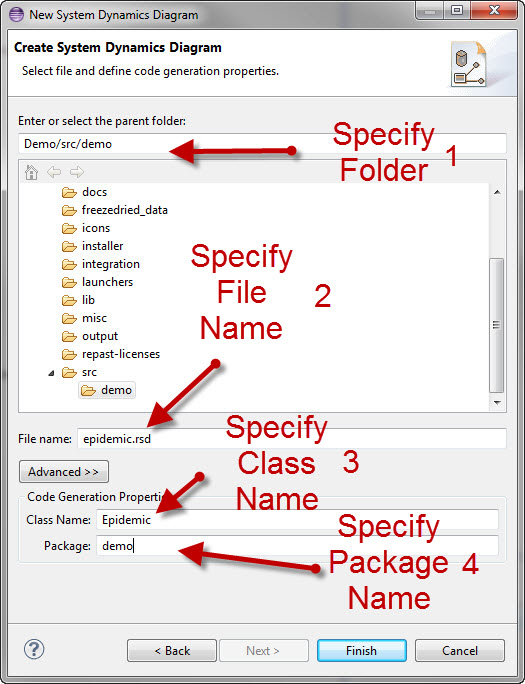 New System Dynamics Diagram
Create System Dynamics Diagram
Select file and define code generation properties.
Enter or select the parent folder:
Demo/src/demo
Specify
Folder 1
docs
freezedried_data
icons
installer
integration
launchers
lib
misc
output
repast-licenses
src
demo
Specify
File 2
Name
File name: epidemic.rsd
Advanced >>
Specify
Class 3
Name
Code Generation Properti
Class Name: Epidemic
Package: demo
Specify
Package 4
Name
?
< Back Next > Finish Cancel